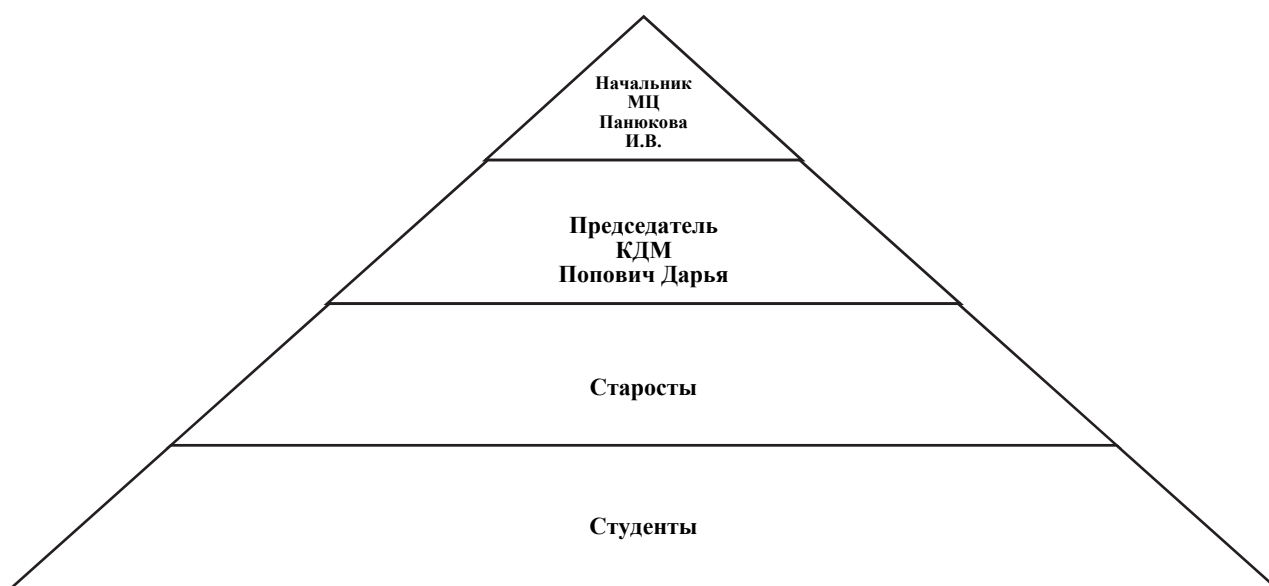 Начальник
МЦ
Панюкова
И.В.
Председатель
КДМ
Попович Дарья
Старосты
Студенты